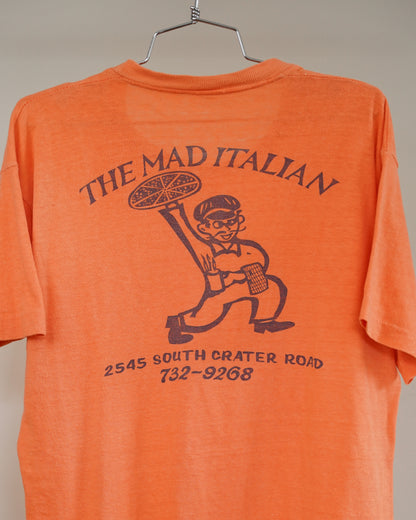 THE MAD ITALIAN
2545 SOUTH CRATER ROAD
732-9268